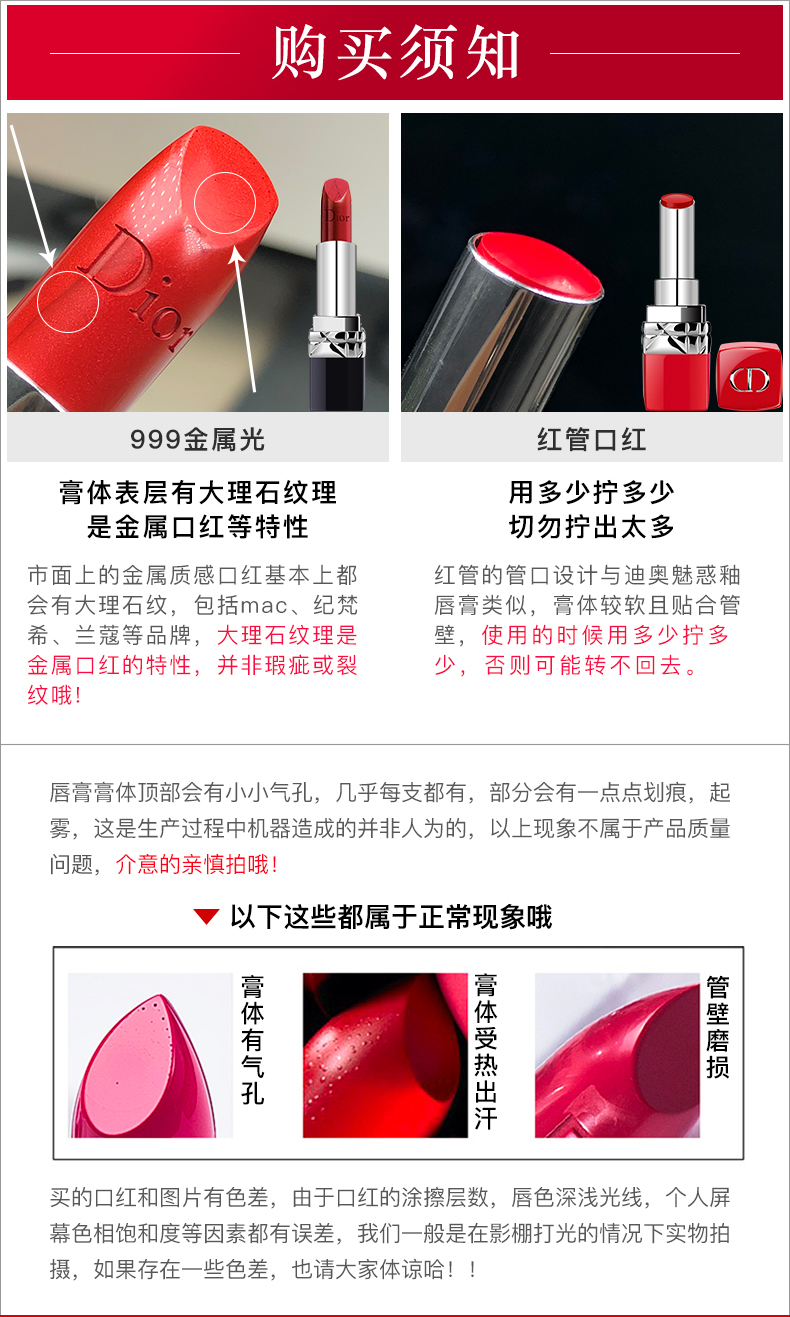 购买须知
Dior
Dior
999金属光
膏体表层有大理石纹理
是金属口红等特性
市面上的金属质感口红基本上都
会有大理石纹，包括mac、纪梵
希、兰蔻等品牌，大理石纹理是
金属口红的特性，并非瑕疵或裂
纹哦！
CD
红管口红
用多少拧多少
切勿拧出太多
红管的管口设计与迪奥魅惑釉
唇膏类似，膏体较软且贴合管
壁，使用的时候用多少拧多
少，否则可能转不回去。
唇膏膏体顶部会有小小气孔，几乎每支都有，部分会有一点点划痕，起
雾，这是生产过程中机器造成的并非人为的，以上现象不属于产品质量
问题，介意的亲慎拍哦！
以下这些都属于正常现象哦
膏体有气孔
膏体受热出汗
管壁磨损
买的口红和图片有色差，由于口红的涂擦层数，唇色深浅光线，个人屏
幕色相饱和度等因素都有误差，我们一般是在影棚打光的情况下实物拍
摄，如果存在一些色差，也请大家体谅哈！！